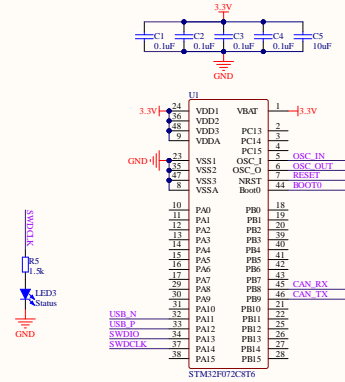 3.3V
C1 C2 C3 C4 C5
0.1uF 0.1uF 0.1uF 0.1uF 10uF
GND
U1
3.3V 24 VDD1 VBAT 1 3.3V
36 VDD2
48 VDD3 PC13 2
9 VDDA PC14 3
PC15 4
GND 23 VSS1 OSC_I 5 OSC_IN
35 VSS2 OSC_O 6 OSC_OUT
47 VSS3 NRST 7 RESET
8 VSSA Boot0 44 BOOT0
10 PA0 PB0 18
11 PA1 PB1 19
12 PA2 PB2 20
13 PA3 PB3 39
14 PA4 PB4 40
15 PA5 PB5 41
16 PA6 PB6 42
17 PA7 PB7 43
29 PA8 PB8 45 CAN_RX
30 PA9 PB9 46 CAN_TX
31 PA10 PB10 21
USB_N 32 PA11 PB11 22
USB_P 33 PA12 PB12 25
SWDIO 34 PA13 PB13 26
SWDCLK 37 PA14 PB14 27
38 PA15 PB15 28
STM32F072C8T6
SWDCLK
R5
1.5k
LED3
Status
GND